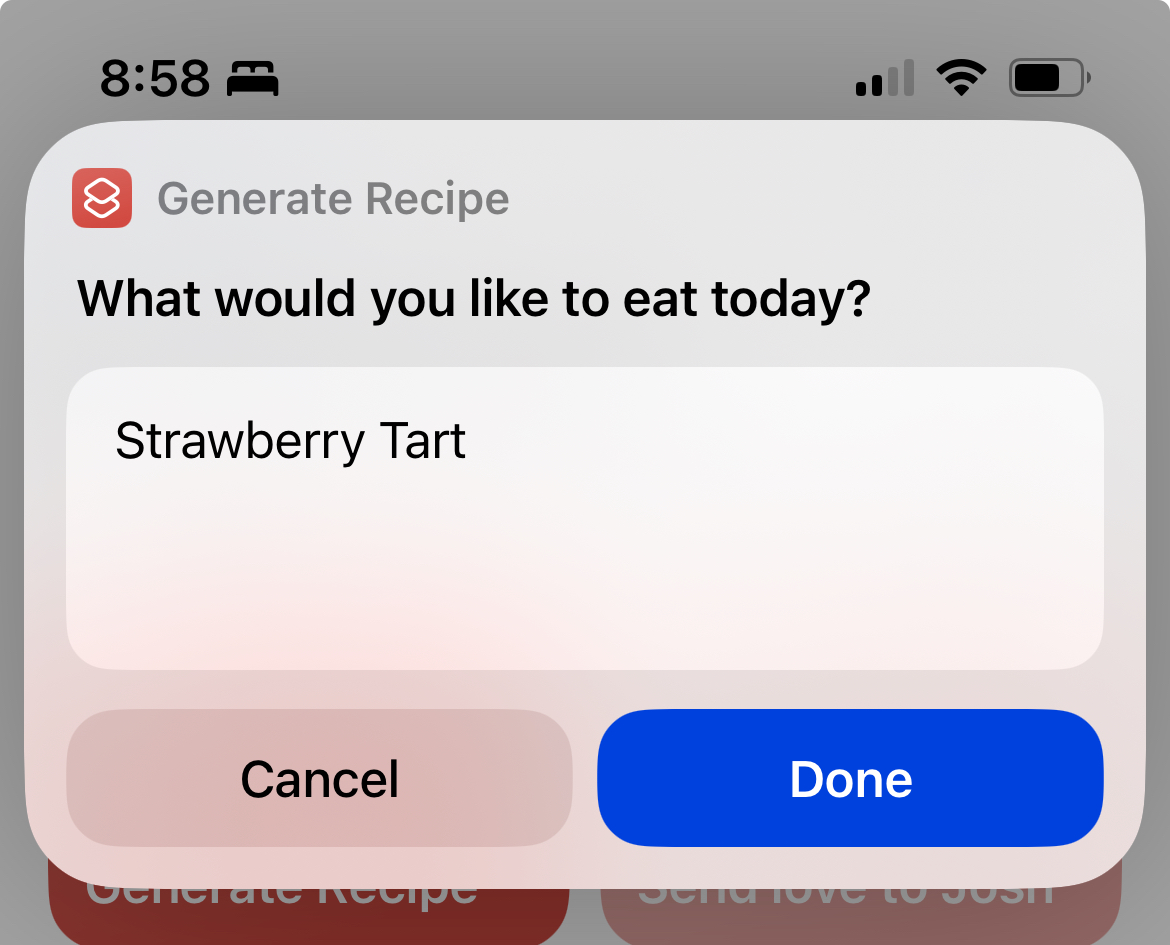 8:58
Generate Recipe
What would you like to eat today?
Strawberry Tart
Cancel Done
Generate Recipe Send love to Josh